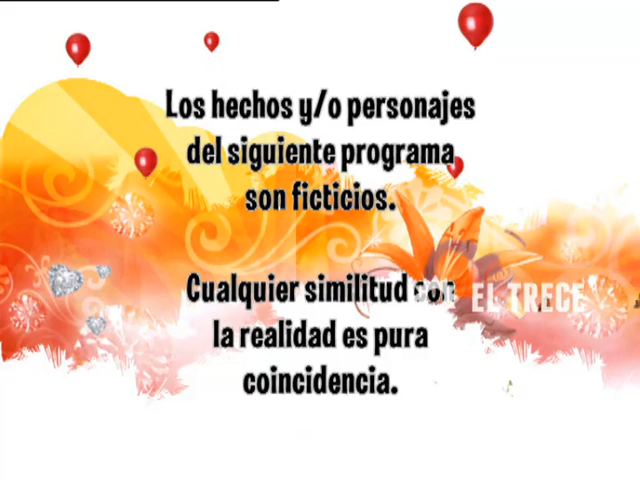 Los hechos y/o personajes
del siguiente programa
son ficticios.
Cualquier similitud con
la realidad es pura
coincidencia.
EL TRECE